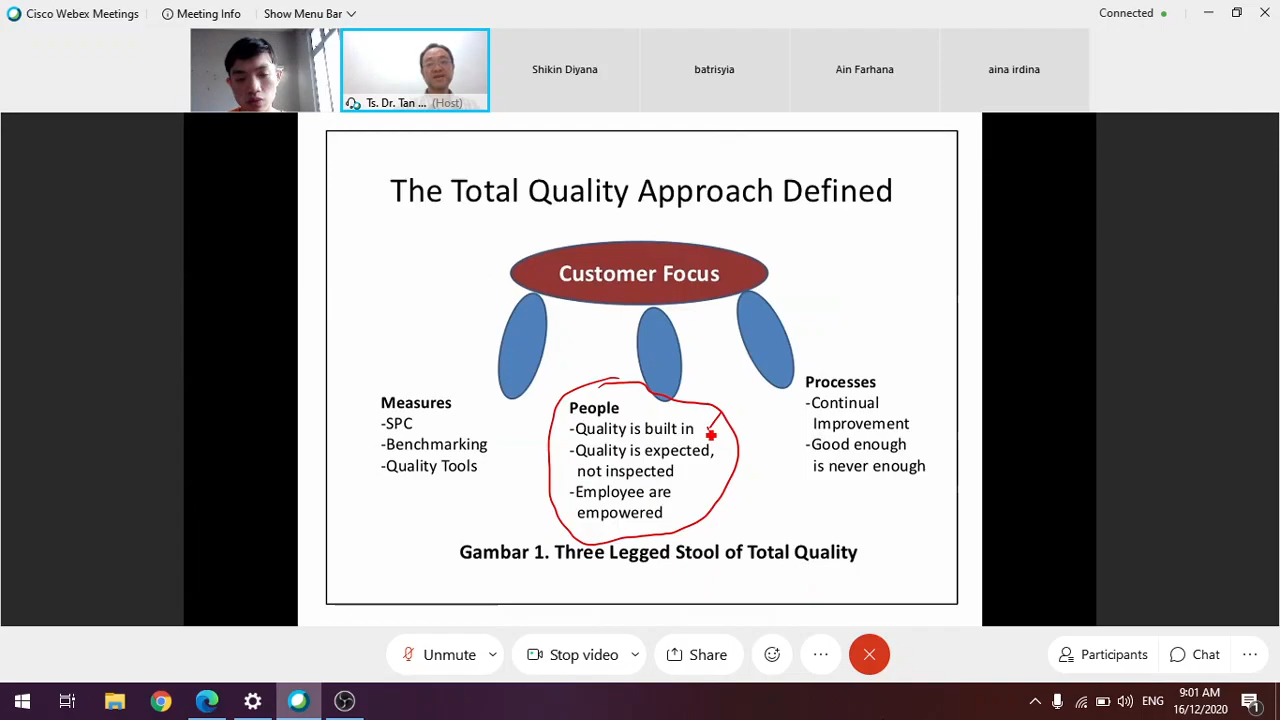 Cisco Webex Meetings
Meeting Info
Show Menu Bar
Connected
Ts. Dr. Tan ... (Host)
Shikin Diyana
batrisyia
Ain Farhana
aina irdina
The Total Quality Approach Defined
Customer Focus
Measures
-SPC
-Benchmarking
-Quality Tools
People
-Quality is built in
-Quality is expected,
not inspected
-Employee are
empowered
Processes
-Continual
Improvement
-Good enough
is never enough
Gambar 1. Three Legged Stool of Total Quality
Unmute
Stop video
Share
Participants
Chat
ENG
9:01 AM
16/12/2020
1